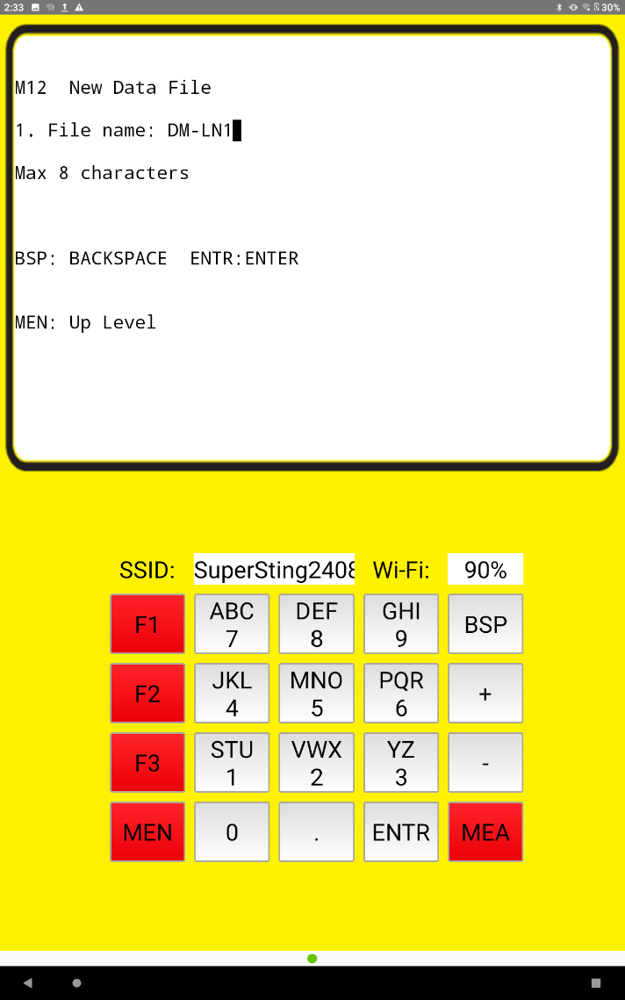 2:33 30%
M12  New Data File
1. File name: DM-LN1
Max 8 characters
BSP: BACKSPACE  ENTR:ENTER
MEN: Up Level
SSID: SuperSting2408 Wi-Fi: 90%
F1 ABC 7 DEF 8 GHI 9 BSP
F2 JKL 4 MNO 5 PQR 6 +
F3 STU 1 VWX 2 YZ 3 -
MEN 0 . ENTR MEA